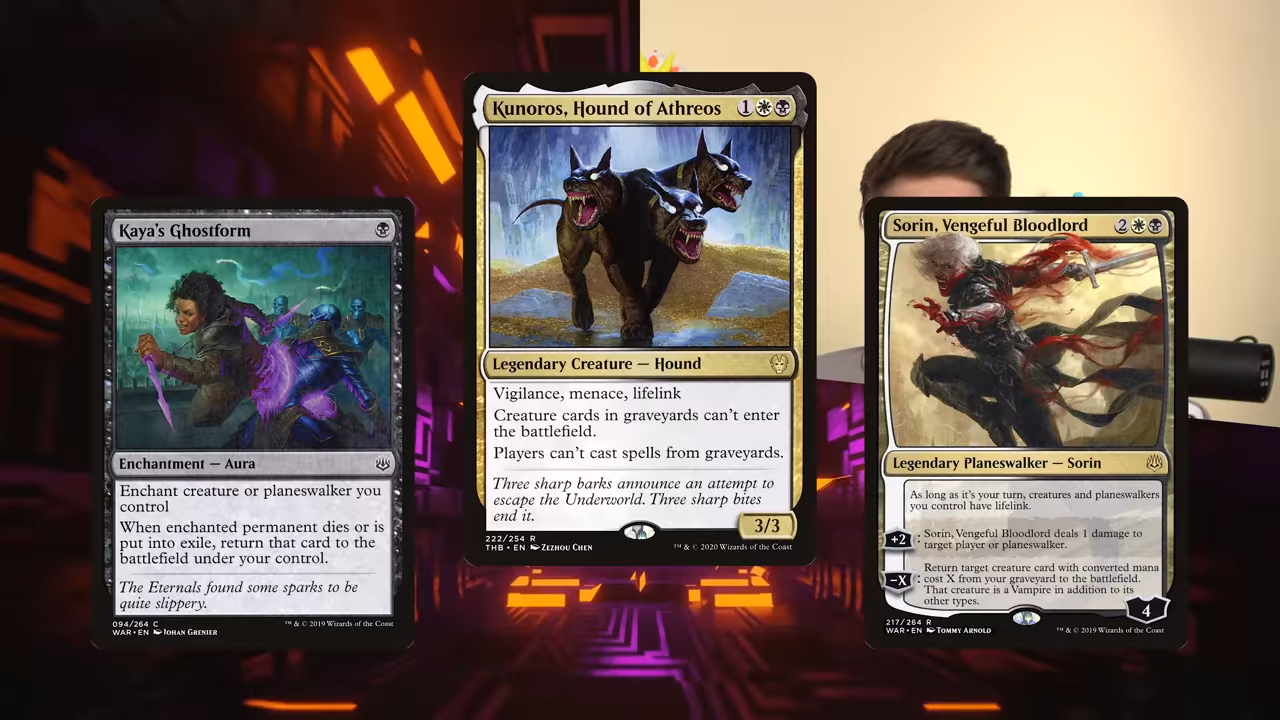 Kaya's Ghostform
Enchantment — Aura
Enchant creature or planeswalker you
control
When enchanted permanent dies or is
put into exile, return that card to the
battlefield under your control.
The Eternals found some sparks to be
quite slippery.
094/264 C
WAR • EN Johan Grenier
™ & © 2019 Wizards of the Coast
Kunoros, Hound of Athreos 1
Legendary Creature — Hound
Vigilance, menace, lifelink
Creature cards in graveyards can't enter
the battlefield.
Players can't cast spells from graveyards.
Three sharp barks announce an attempt to
escape the Underworld. Three sharp bites
end it.
3/3
222/254 R
THB • EN Zezhou Chen
™ & © 2020 Wizards of the Coast
Sorin, Vengeful Bloodlord 2
Legendary Planeswalker — Sorin
As long as it's your turn, creatures and planeswalkers
you control have lifelink.
+2: Sorin, Vengeful Bloodlord deals 1 damage to
target player or planeswalker.
−X: Return target creature card with converted mana
cost X from your graveyard to the battlefield.
That creature is a Vampire in addition to its
other types.
4
217/264 R
WAR • EN Tommy Arnold
™ & © 2019 Wizards of the Coast